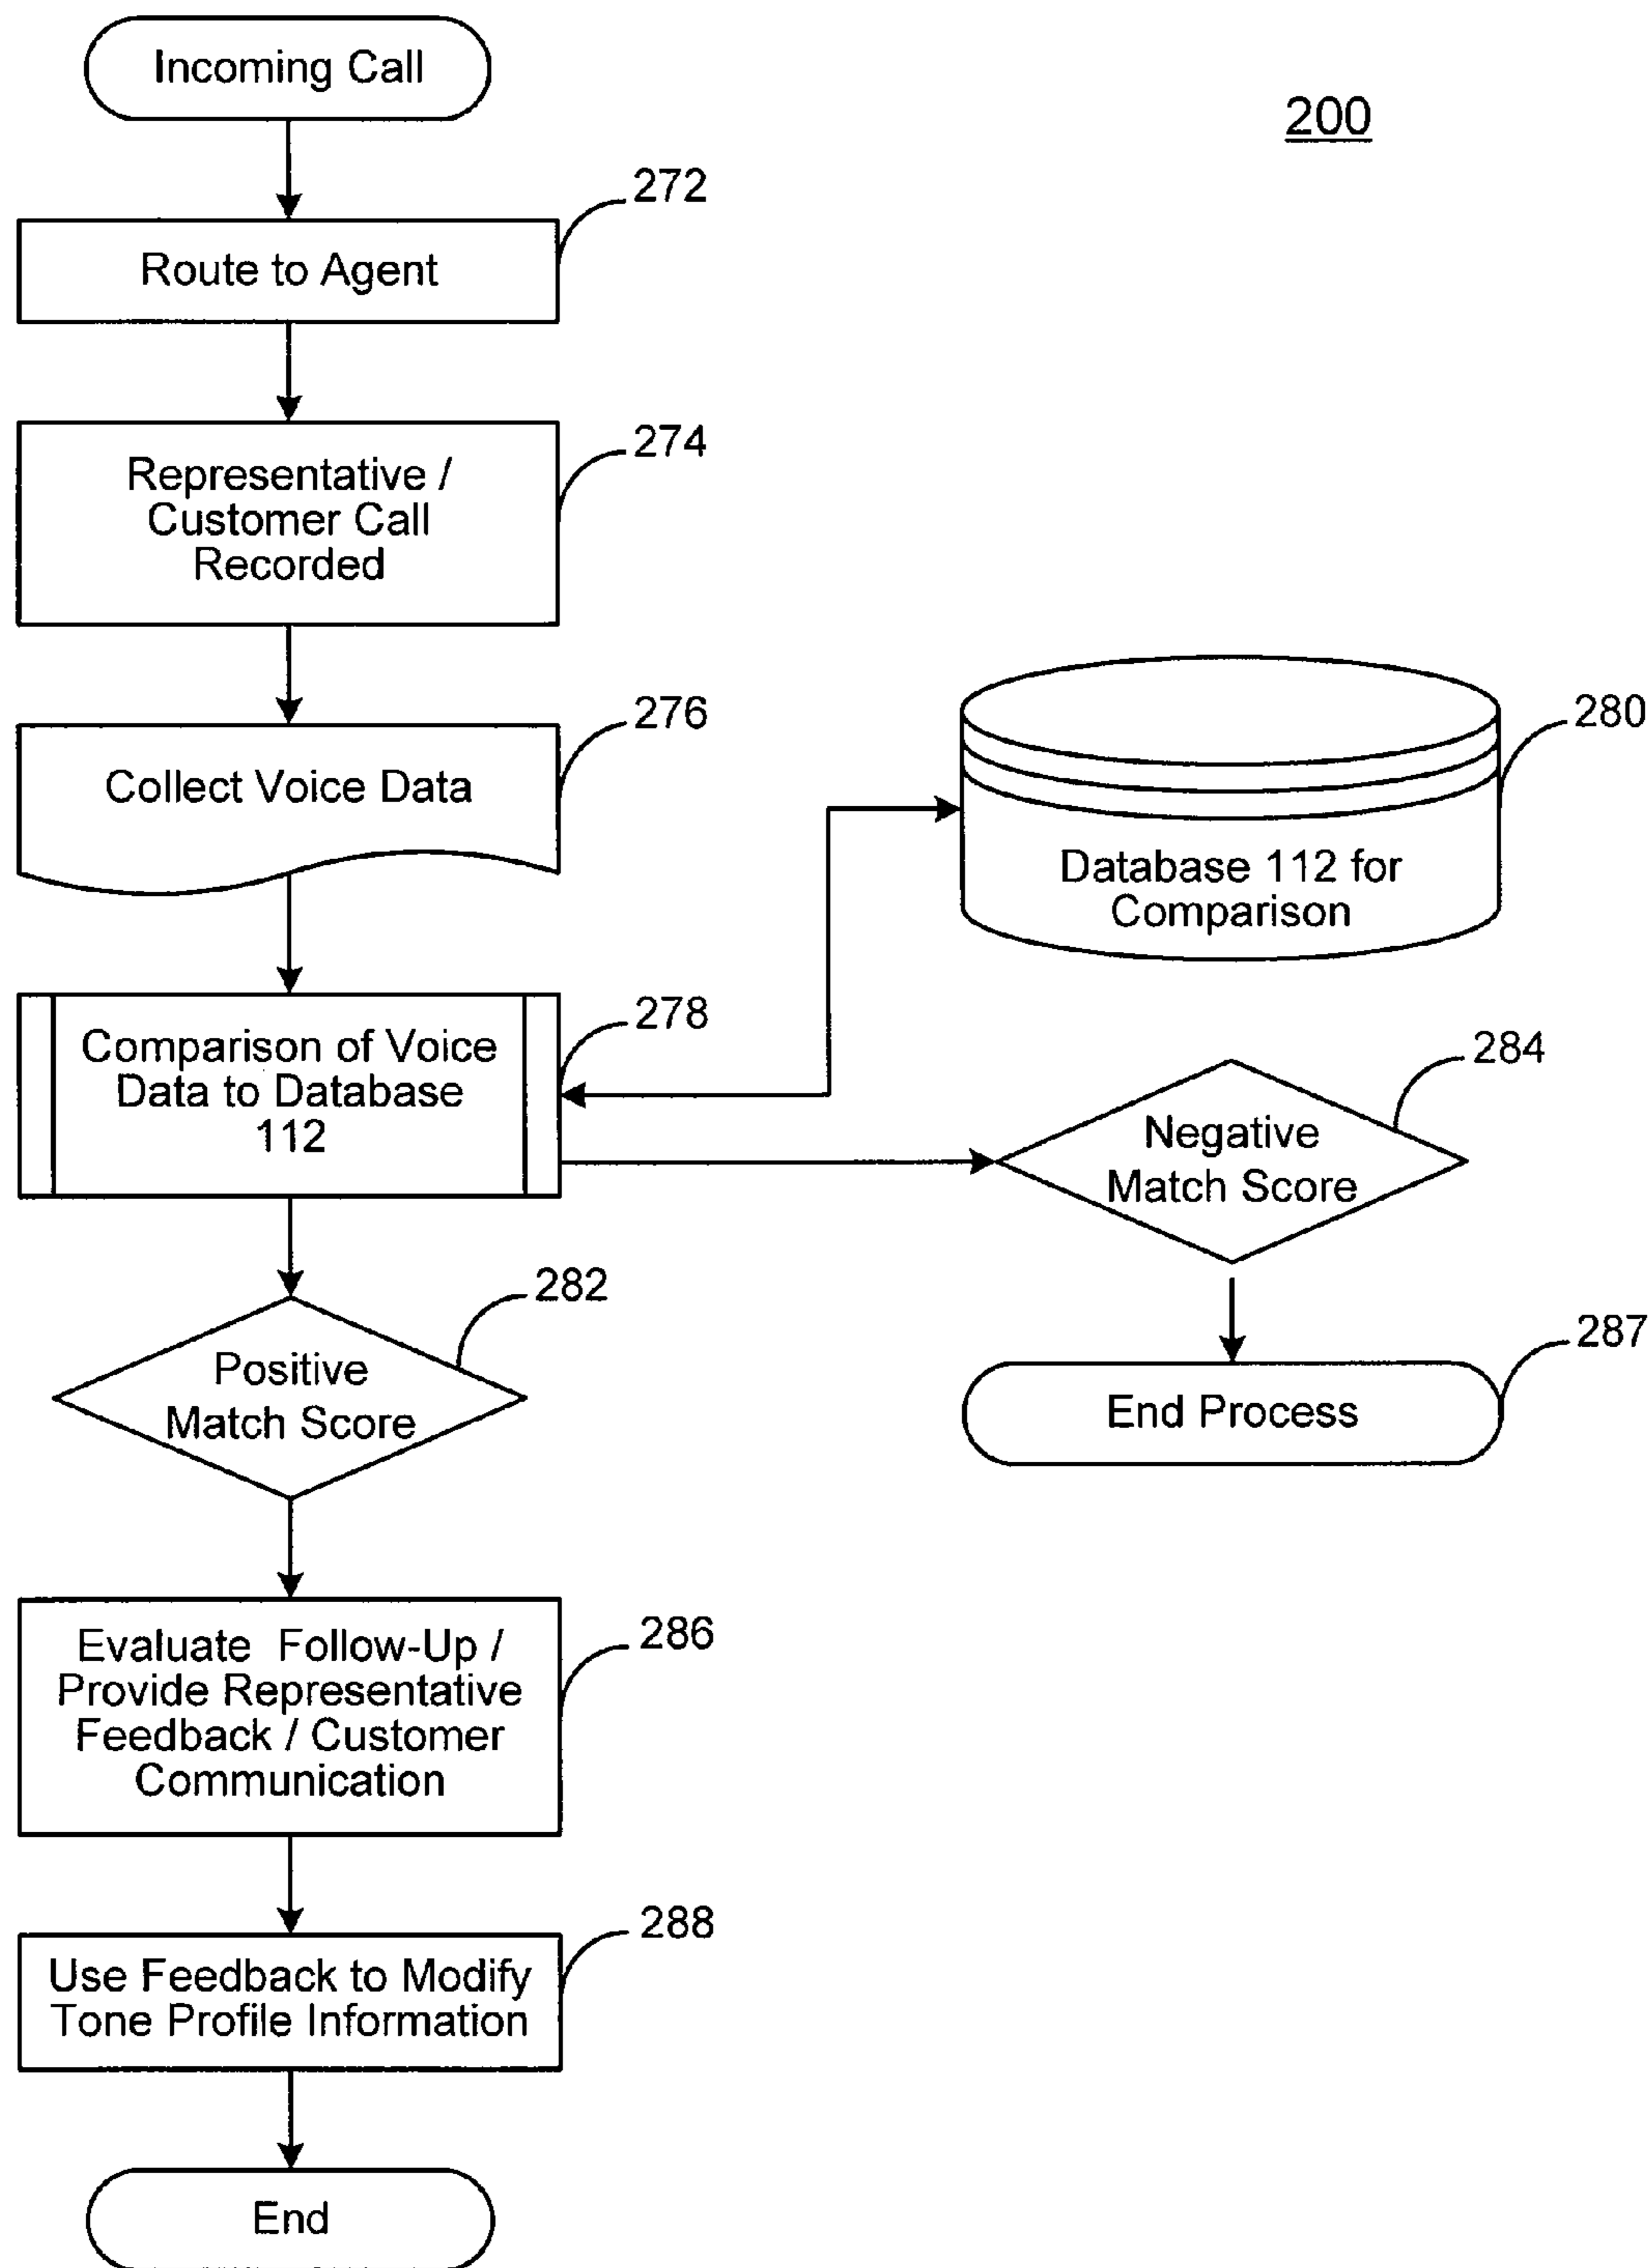 Incoming Call
200
272
Route to Agent
274
Representative /
Customer Call
Recorded
276
Collect Voice Data
280
Database 112 for
Comparison
278
Comparison of Voice
Data to Database
112
284
Negative
Match Score
282
Positive
Match Score
287
End Process
286
Evaluate Follow-Up /
Provide Representative
Feedback / Customer
Communication
288
Use Feedback to Modify
Tone Profile Information
End